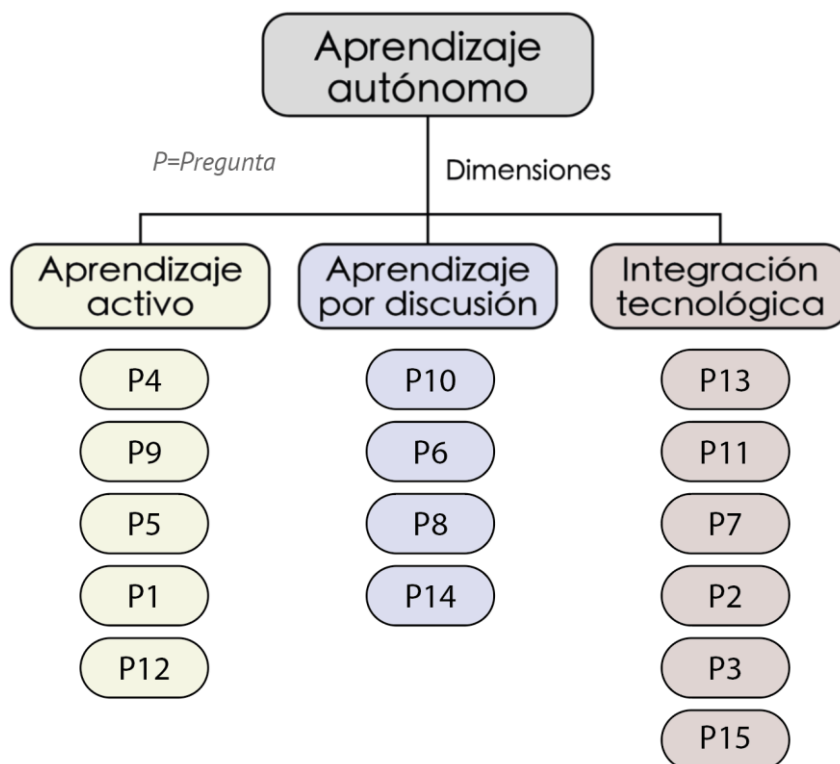 Aprendizaje
autónomo
P=Pregunta
Dimensiones
Aprendizaje
activo
Aprendizaje
por discusión
Integración
tecnológica
P4
P9
P5
P1
P12
P10
P6
P8
P14
P13
P11
P7
P2
P3
P15